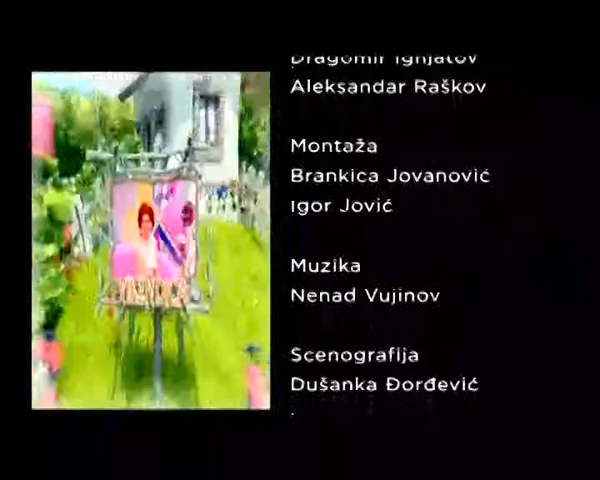 Dragomir Ignjatov
Aleksandar Raškov
Montaža
Brankica Jovanović
Igor Jović
Muzika
Nenad Vujinov
Scenografija
Dušanka Đorđević